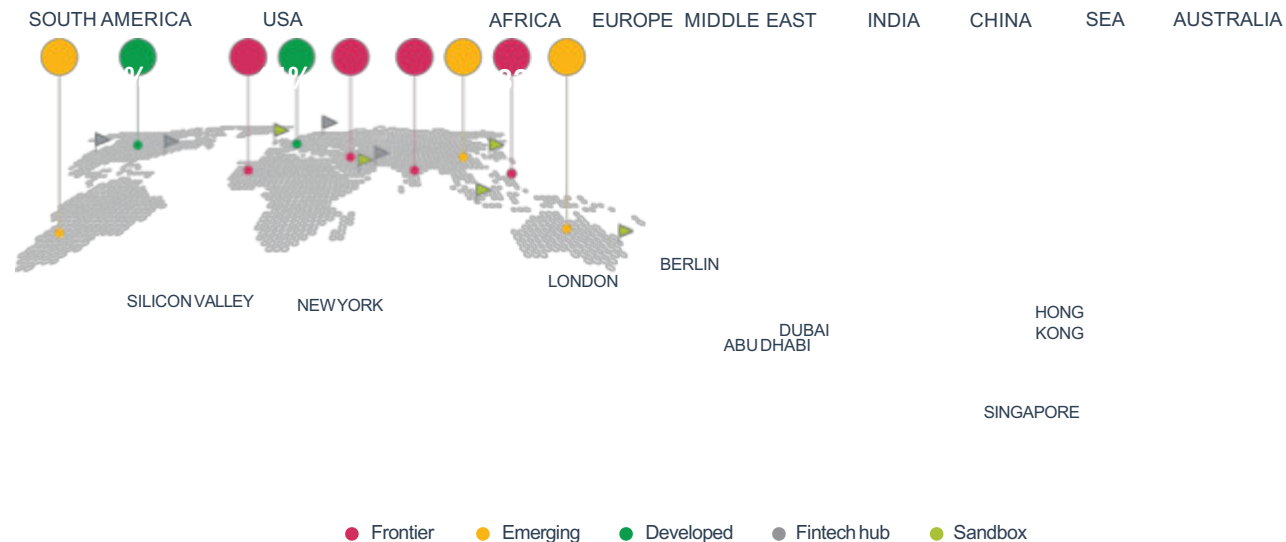 SOUTH AMERICA USA AFRICA EUROPE MIDDLE EAST INDIA CHINA SEA AUSTRALIA
BERLIN
LONDON
SILICON VALLEY NEW YORK
HONG
KONG
DUBAI
ABU DHABI
SINGAPORE
Frontier Emerging Developed Fintech hub Sandbox